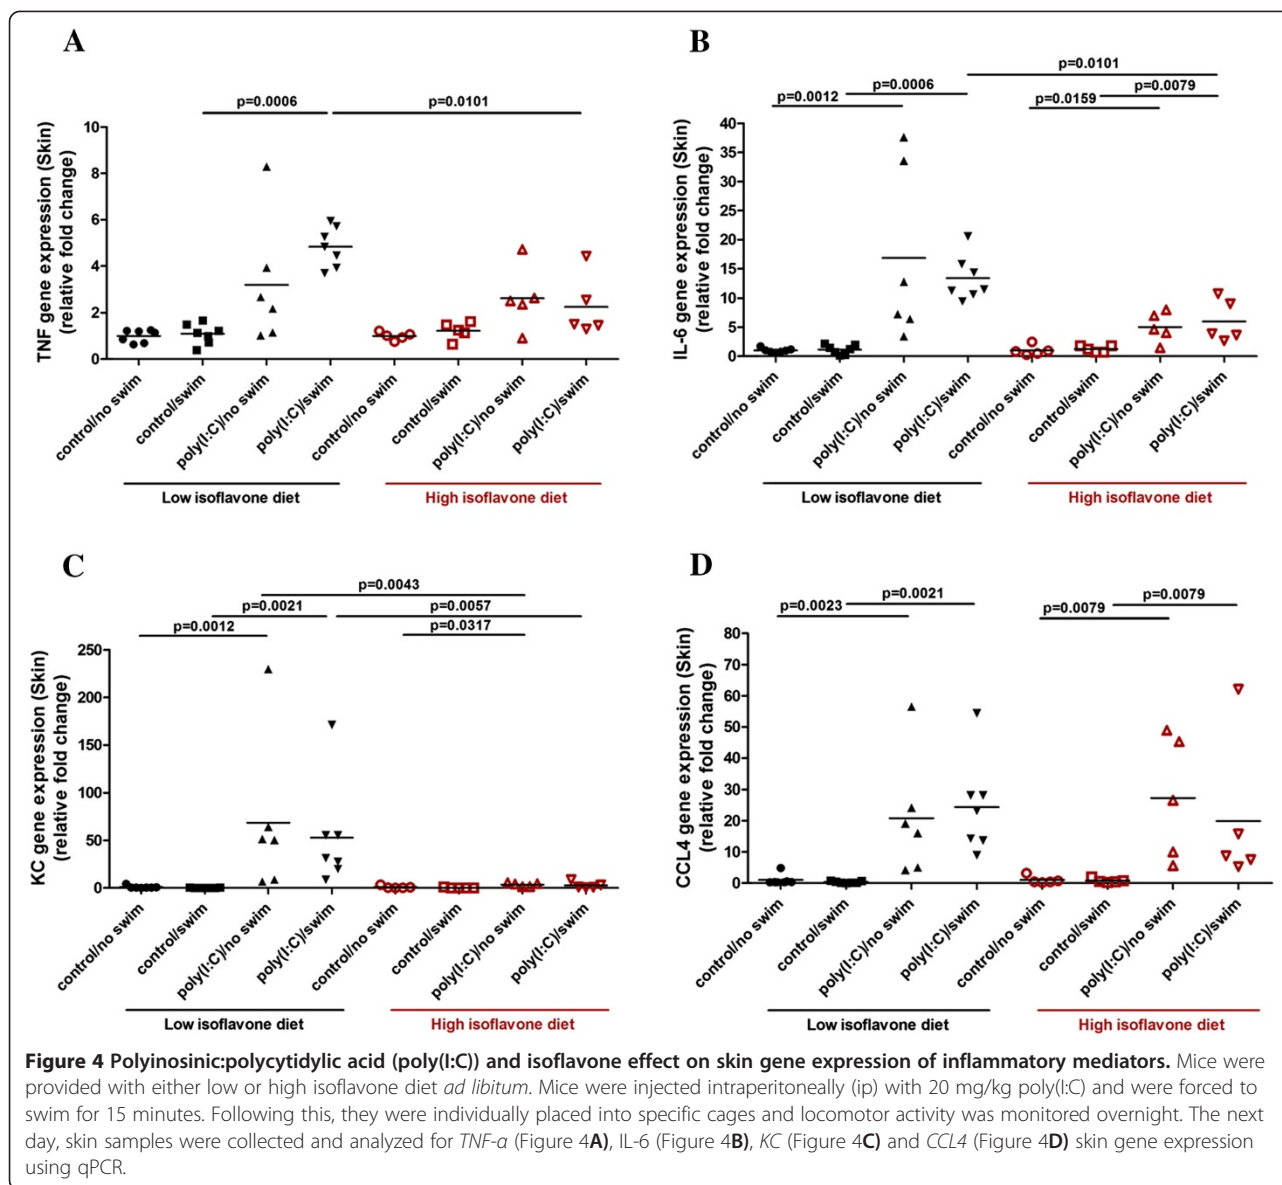 A
p=0.0006
p=0.0101
TNF gene expression (Skin)
(relative fold change)
10
8
6
4
2
0
control/no swim
control/swim
poly(I:C)/no swim
poly(I:C)/swim
control/no swim
control/swim
poly(I:C)/no swim
poly(I:C)/swim
Low isoflavone diet
High isoflavone diet
B
p=0.0101
p=0.0006
p=0.0079
p=0.0012
p=0.0159
IL-6 gene expression (Skin)
(relative fold change)
40
35
30
25
20
15
10
5
0
control/no swim
control/swim
poly(I:C)/no swim
poly(I:C)/swim
control/no swim
control/swim
poly(I:C)/no swim
poly(I:C)/swim
Low isoflavone diet
High isoflavone diet
C
p=0.0043
p=0.0021
p=0.0057
p=0.0012
p=0.0317
KC gene expression (Skin)
(relative fold change)
250
200
150
100
50
0
control/no swim
control/swim
poly(I:C)/no swim
poly(I:C)/swim
control/no swim
control/swim
poly(I:C)/no swim
poly(I:C)/swim
Low isoflavone diet
High isoflavone diet
D
p=0.0021
p=0.0079
p=0.0023
p=0.0079
CCL4 gene expression (Skin)
(relative fold change)
80
70
60
50
40
30
20
10
0
control/no swim
control/swim
poly(I:C)/no swim
poly(I:C)/swim
control/no swim
control/swim
poly(I:C)/no swim
poly(I:C)/swim
Low isoflavone diet
High isoflavone diet
Figure 4 Polyinosinic:polycytidylic acid (poly(I:C)) and isoflavone effect on skin gene expression of inflammatory mediators. Mice were
provided with either low or high isoflavone diet ad libitum. Mice were injected intraperitoneally (ip) with 20 mg/kg poly(I:C) and were forced to
swim for 15 minutes. Following this, they were individually placed into specific cages and locomotor activity was monitored overnight. The next
day, skin samples were collected and analyzed for TNF-α (Figure 4A), IL-6 (Figure 4B), KC (Figure 4C) and CCL4 (Figure 4D) skin gene expression
using qPCR.